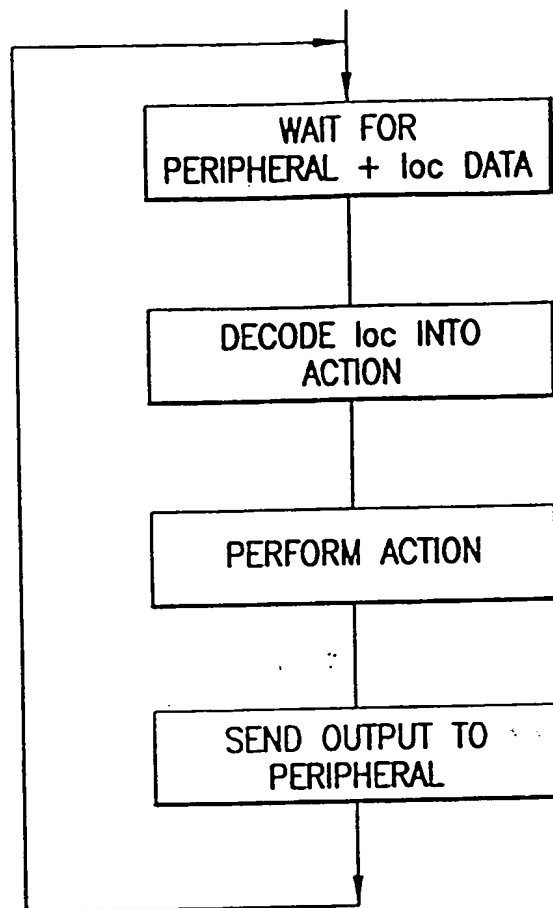 WAIT FOR
PERIPHERAL + loc DATA
DECODE loc INTO
ACTION
PERFORM ACTION
SEND OUTPUT TO
PERIPHERAL